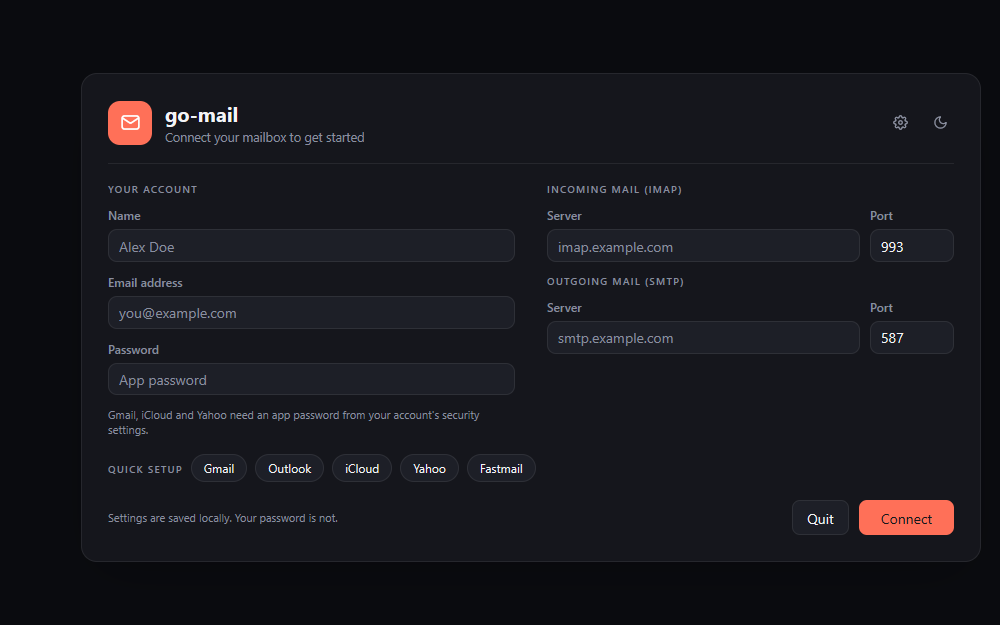 go-mail
Connect your mailbox to get started
YOUR ACCOUNT
Name
Alex Doe
Email address
you@example.com
Password
App password
Gmail, iCloud and Yahoo need an app password from your account's security
settings.
INCOMING MAIL (IMAP)
Server Port
imap.example.com 993
OUTGOING MAIL (SMTP)
Server Port
smtp.example.com 587
QUICK SETUP Gmail Outlook iCloud Yahoo Fastmail
Settings are saved locally. Your password is not.
Quit Connect